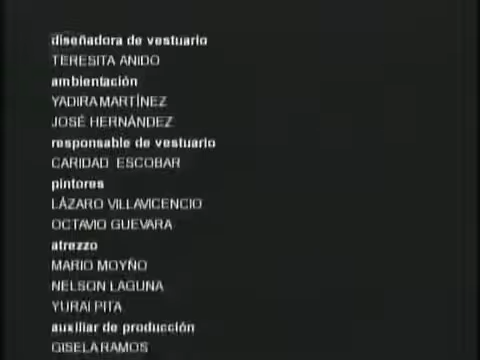 diseñadora de vestuario
TERESITA ANIDO
ambientación
YADIRA MARTÍNEZ
JOSÉ HERNÁNDEZ
responsable de vestuario
CARIDAD ESCOBAR
pintores
LÁZARO VILLAVICENCIO
OCTAVIO GUEVARA
atrezzo
MARIO MOYÑO
NELSON LAGUNA
YURAI PITA
auxiliar de producción
GISELA RAMOS